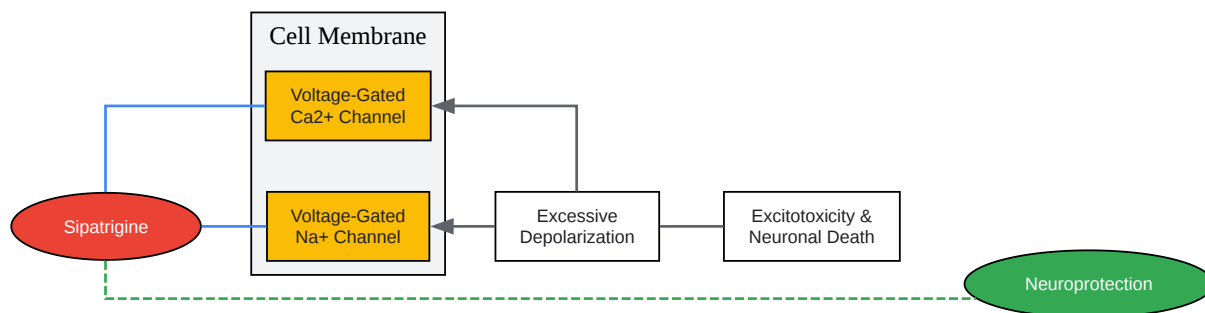 Cell Membrane
Voltage-Gated
Ca2+ Channel
Sipatrigine
Voltage-Gated
Na+ Channel
Excessive
Depolarization
Excitotoxicity &
Neuronal Death
Neuroprotection